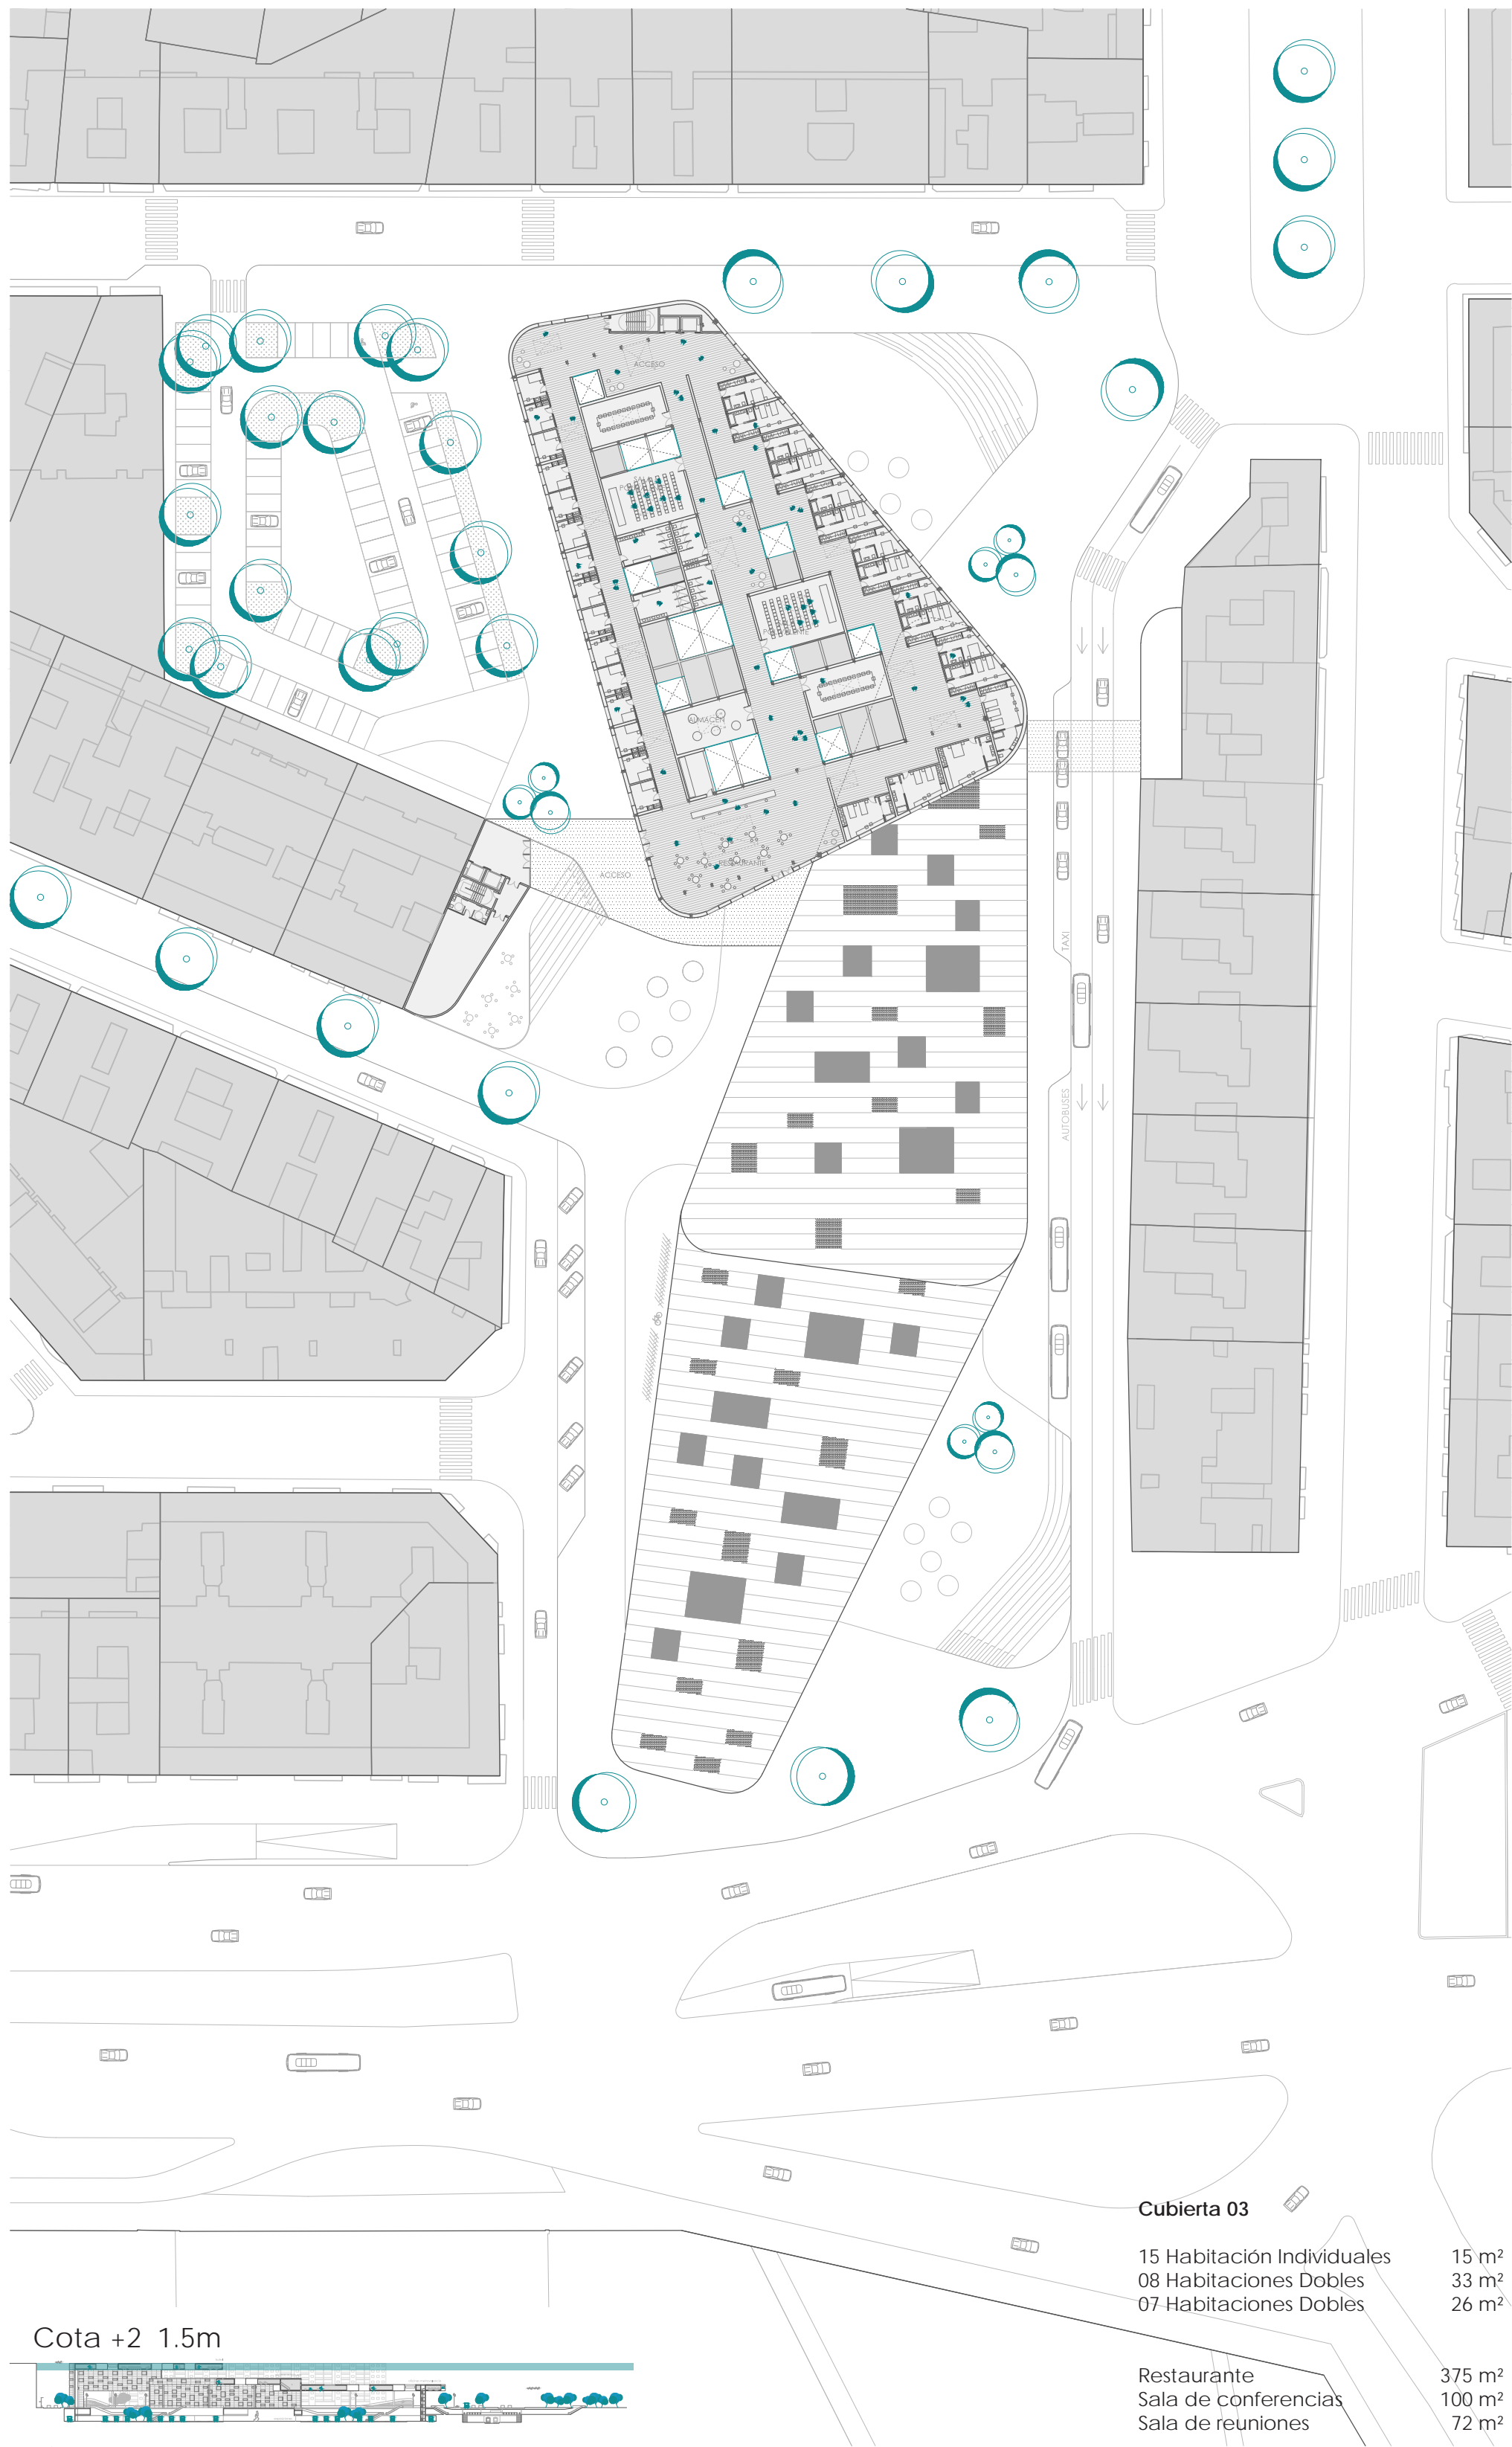 ACCESO
ALMACEN
RESTAURANTE
ACCESO
TAXI
AUTOBUSES
Cubierta 03
15 Habitación Individuales 15 m²
08 Habitaciones Dobles 33 m²
07 Habitaciones Dobles 26 m²
Cota +2 1.5m
Restaurante 375 m²
Sala de conferencias 100 m²
Sala de reuniones 72 m²